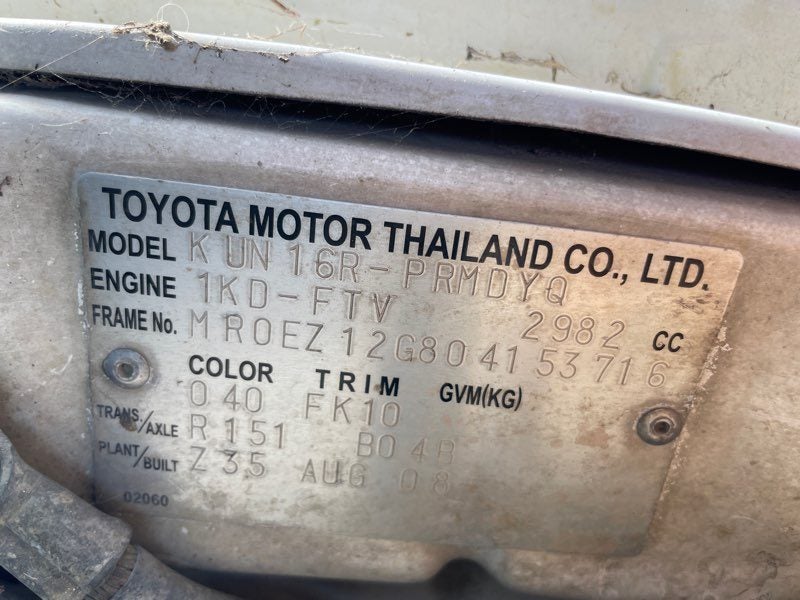 TOYOTA MOTOR THAILAND CO., LTD.
MODEL KUN16R-PRMDYQ
ENGINE 1KD-FTV 2982 CC
FRAME No. MR0EZ12G804153716
COLOR TRIM GVM(KG)
040 FK10
TRANS./AXLE R151 B04B
PLANT/BUILT Z35 AUG 08
02060